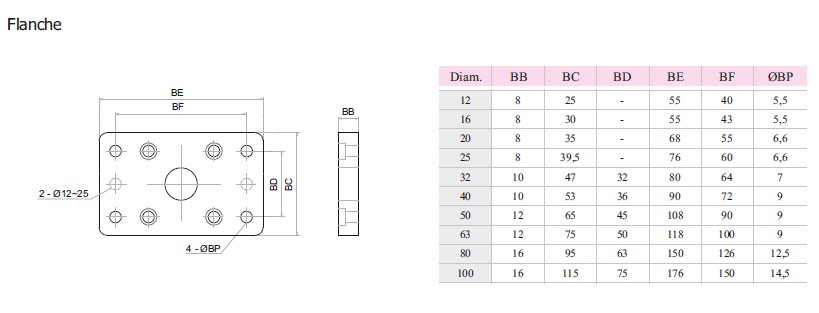 Flanche
BE
BF
BB
BD
BC
2 - Ø12~25
4 - ØBP
Diam. BB BC BD BE BF ØBP
12 8 25 - 55 40 5,5
16 8 30 - 55 43 5,5
20 8 35 - 68 55 6,6
25 8 39,5 - 76 60 6,6
32 10 47 32 80 64 7
40 10 53 36 90 72 9
50 12 65 45 108 90 9
63 12 75 50 118 100 9
80 16 95 63 150 126 12,5
100 16 115 75 176 150 14,5